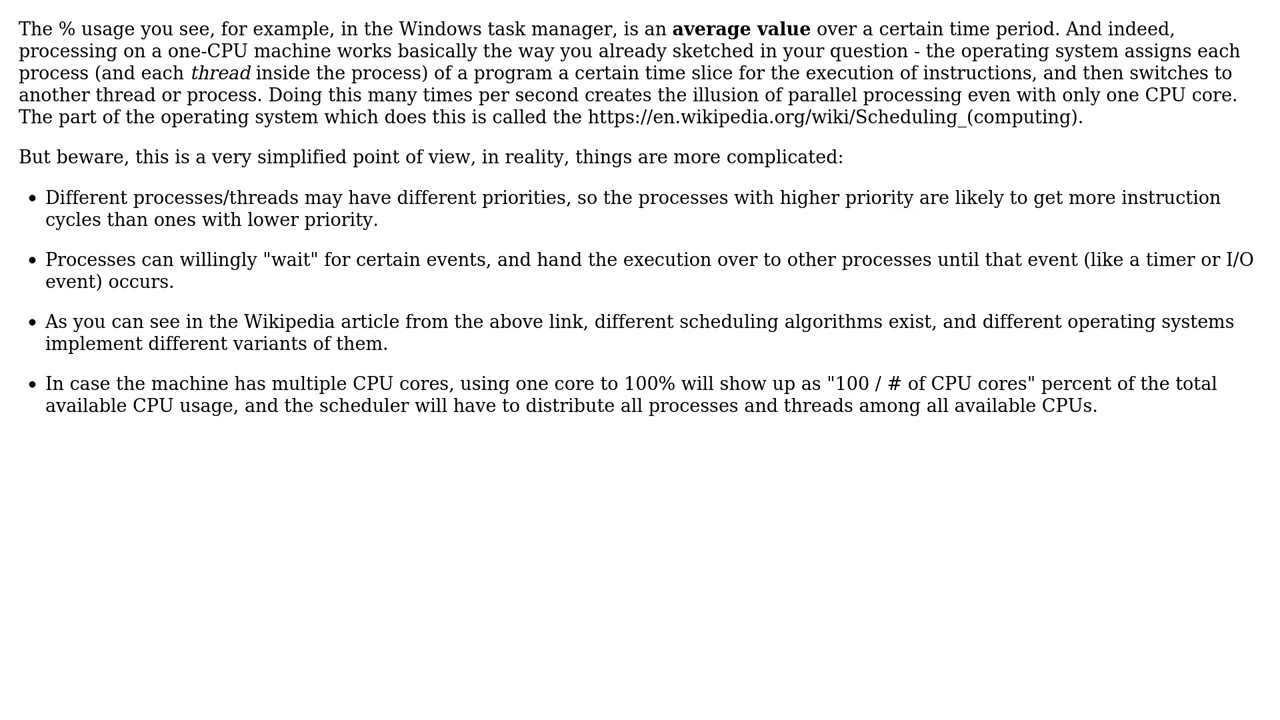 The % usage you see, for example, in the Windows task manager, is an average value over a certain time period. And indeed,
processing on a one-CPU machine works basically the way you already sketched in your question - the operating system assigns each
process (and each thread inside the process) of a program a certain time slice for the execution of instructions, and then switches to
another thread or process. Doing this many times per second creates the illusion of parallel processing even with only one CPU core.
The part of the operating system which does this is called the https://en.wikipedia.org/wiki/Scheduling_(computing).
But beware, this is a very simplified point of view, in reality, things are more complicated:
• Different processes/threads may have different priorities, so the processes with higher priority are likely to get more instruction
cycles than ones with lower priority.
• Processes can willingly "wait" for certain events, and hand the execution over to other processes until that event (like a timer or I/O
event) occurs.
• As you can see in the Wikipedia article from the above link, different scheduling algorithms exist, and different operating systems
implement different variants of them.
• In case the machine has multiple CPU cores, using one core to 100% will show up as "100 / # of CPU cores" percent of the total
available CPU usage, and the scheduler will have to distribute all processes and threads among all available CPUs.